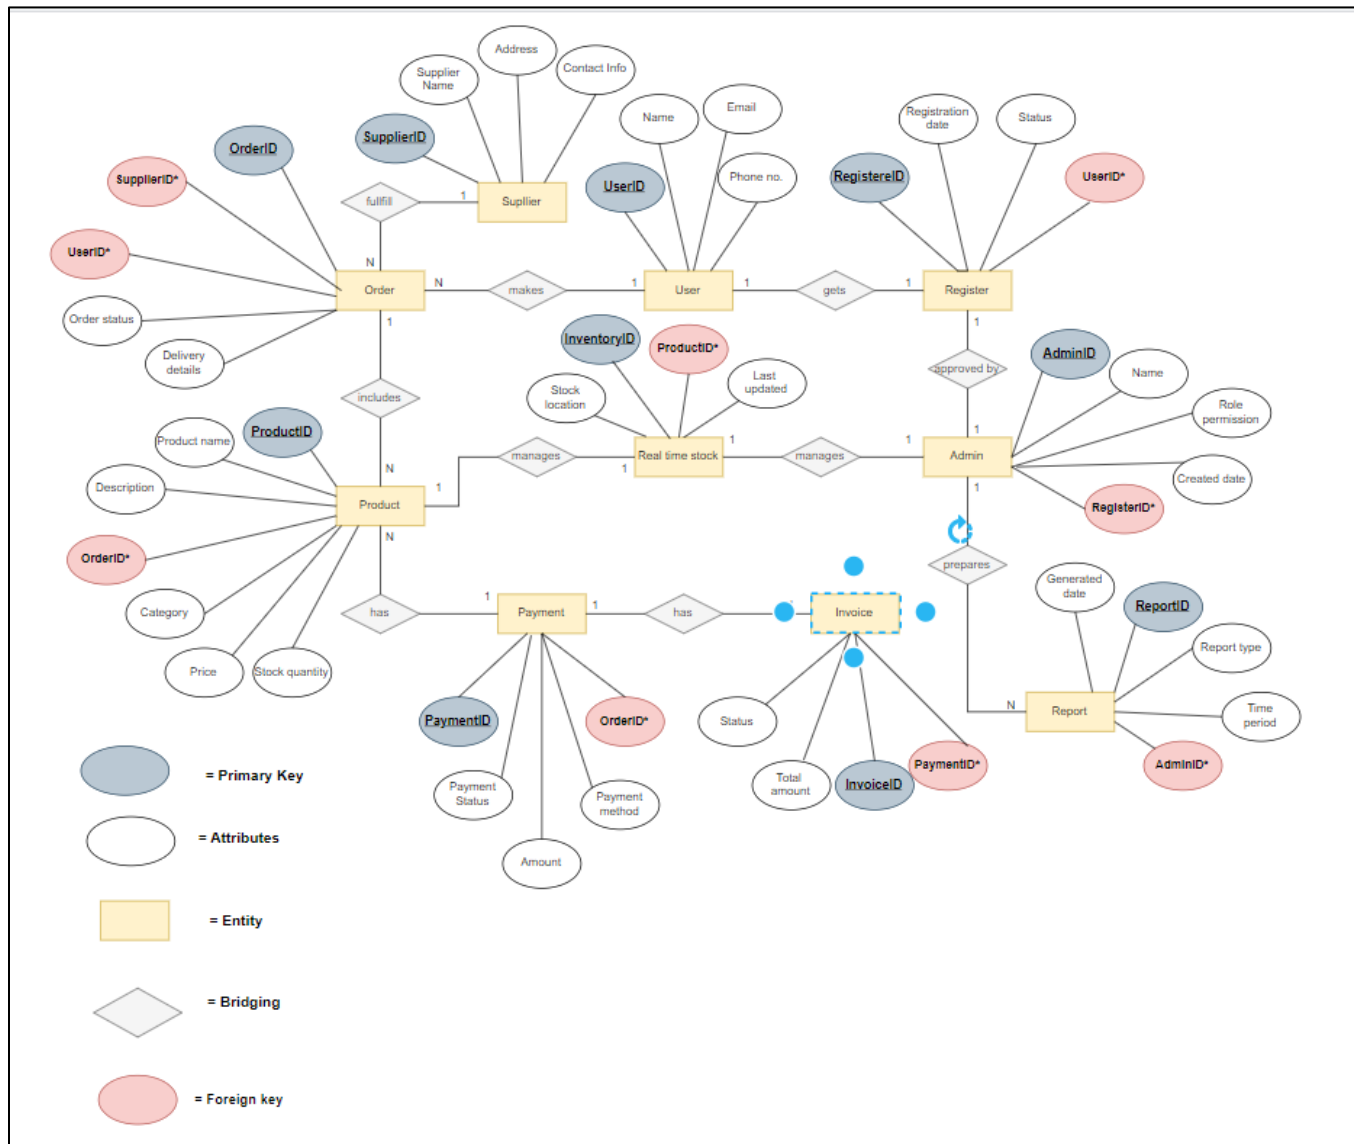 Address
Supplier
Name
Contact Info
SupplierID
OrderID
SupplierID*
fullfill
1
Supllier
N
UserID*
Order
N
makes
1
Order status
Delivery
details
1
includes
N
Name
Email
Phone no.
UserID
User
1
gets
1
Registration
date
Status
RegistereID
UserID*
Register
1
approved by
1
InventoryID
ProductID*
Last
updated
Stock
location
Real time stock
1
manages
1
1
manages
1
AdminID
Name
Role
permission
Created date
RegisterID*
Admin
1
prepares
N
ProductID
Product name
Description
OrderID*
Category
Price
Stock quantity
Product
N
has
1
Payment
1
has
Invoice
PaymentID
Payment
Status
Amount
Payment
method
OrderID*
Status
Total
amount
InvoiceID
PaymentID*
Generated
date
ReportID
Report type
Time
period
AdminID*
Report
= Primary Key
= Attributes
= Entity
= Bridging
= Foreign key